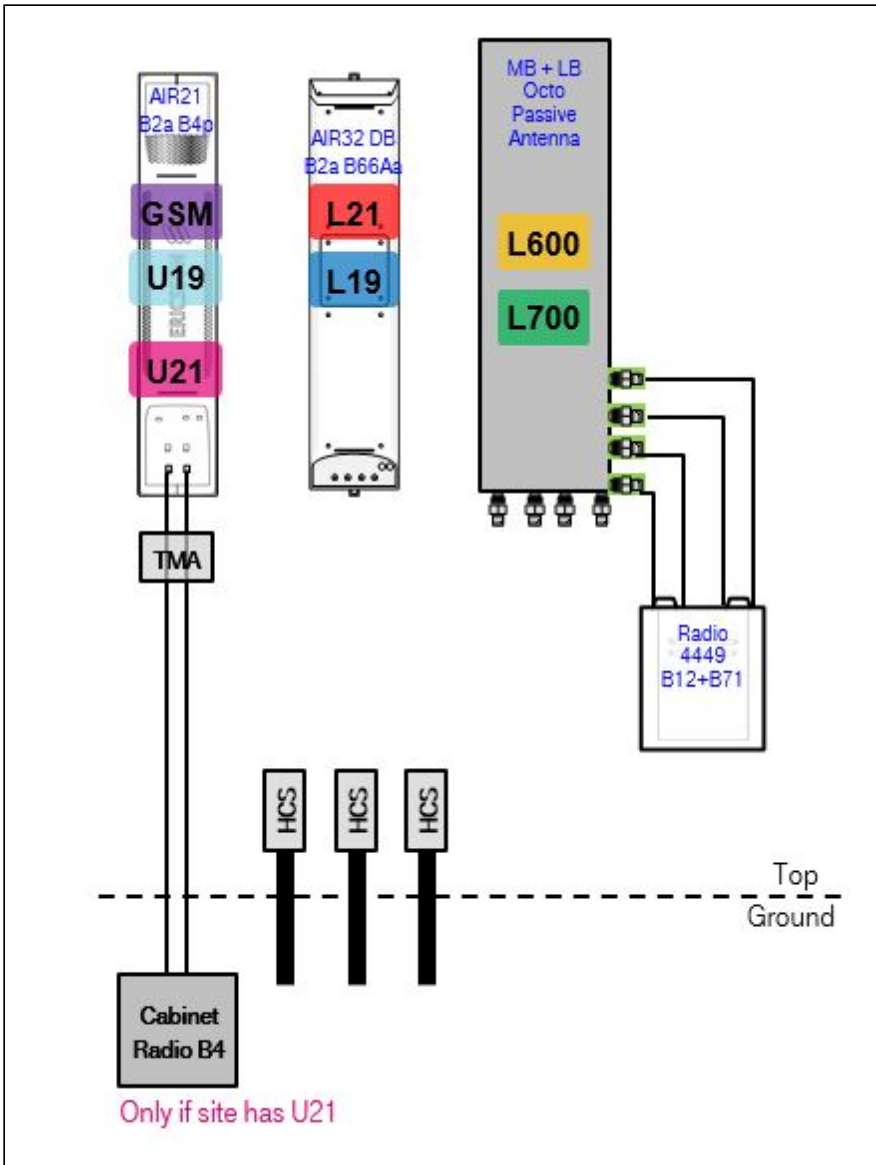 AIR21
B2a B4p
GSM
U19
ERICSSON
U21
TMA
AIR32 DB
B2a B66Aa
L21
L19
MB + LB
Octo
Passive
Antenna
L600
L700
Radio
4449
B12+B71
HCS
HCS
HCS
Top
Ground
Cabinet
Radio B4
Only if site has U21